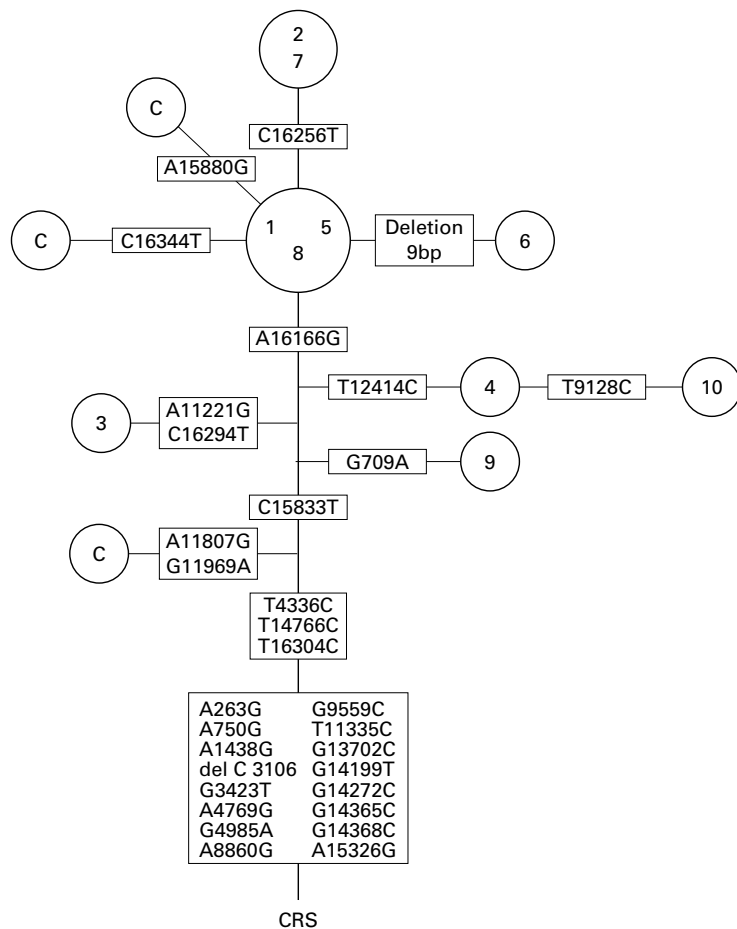 2
7
C
C16256T
A15880G
C
C16344T
1 5
8
Deletion
9bp
6
A16166G
T12414C
4
T9128C
10
3
A11221G
C16294T
G709A
9
C15833T
C
A11807G
G11969A
T4336C
T14766C
T16304C
A263G G9559C
A750G T11335C
A1438G G13702C
del C 3106 G14199T
G3423T G14272C
A4769G G14365C
G4985A G14368C
A8860G A15326G
CRS